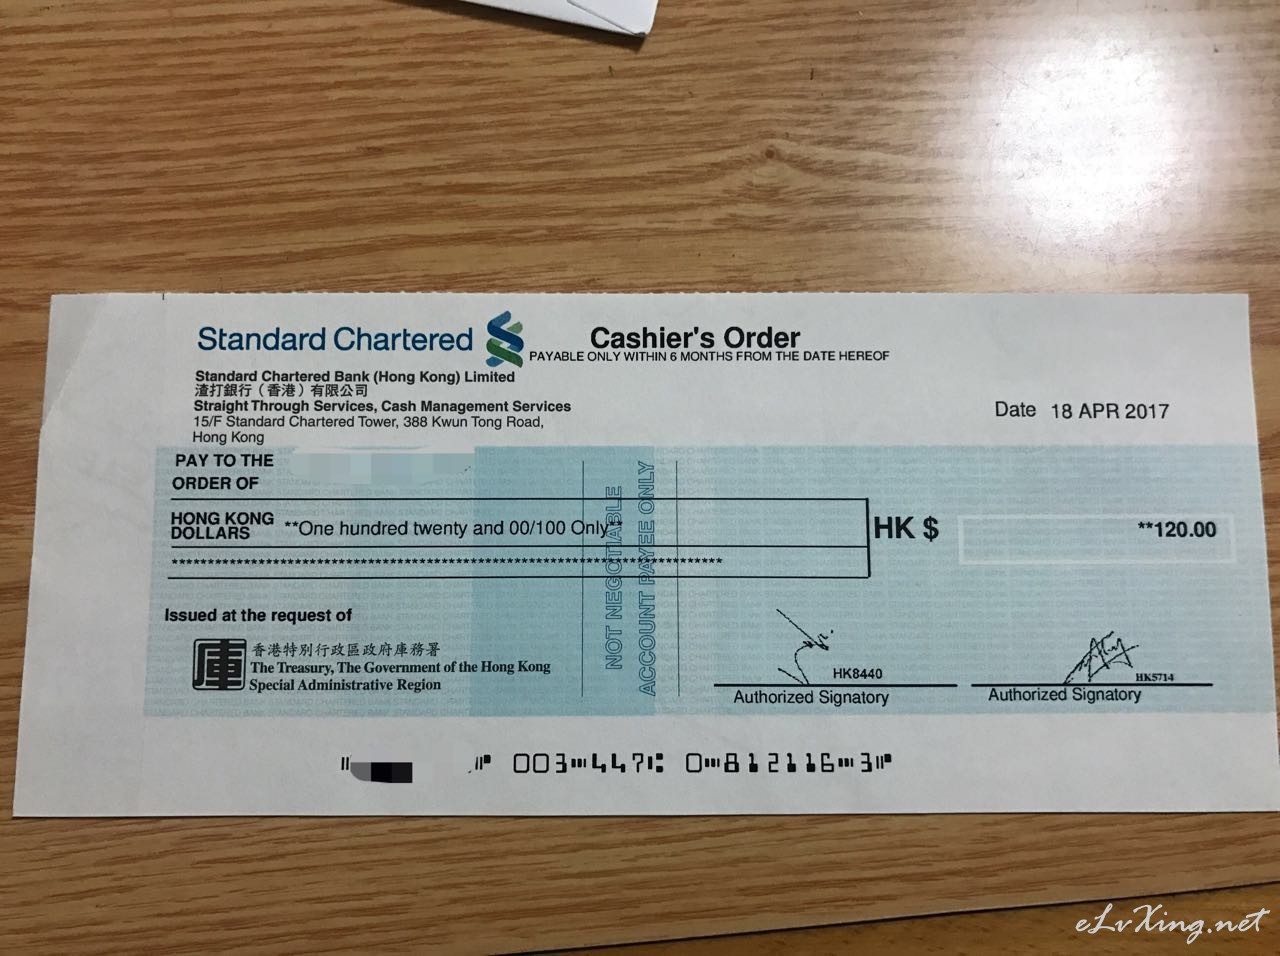 Standard Chartered
Cashier's Order
PAYABLE ONLY WITHIN 6 MONTHS FROM THE DATE HEREOF
Standard Chartered Bank (Hong Kong) Limited
渣打銀行（香港）有限公司
Straight Through Services, Cash Management Services
15/F Standard Chartered Tower, 388 Kwun Tong Road,
Hong Kong
Date 18 APR 2017
PAY TO THE
ORDER OF
HONG KONG
DOLLARS
**One hundred twenty and 00/100 Only**
HK $ **120.00
***********************************************************************************
NOT NEGOTIABLE
ACCOUNT PAYEE ONLY
Issued at the request of
庫
香港特別行政區政府庫務署
The Treasury, The Government of the Hong Kong
Special Administrative Region
HK8440
Authorized Signatory
HK5714
Authorized Signatory
⑈ ⑈ 003⑉447⑆ 0⑉812116⑉3⑈
eLvXing.net